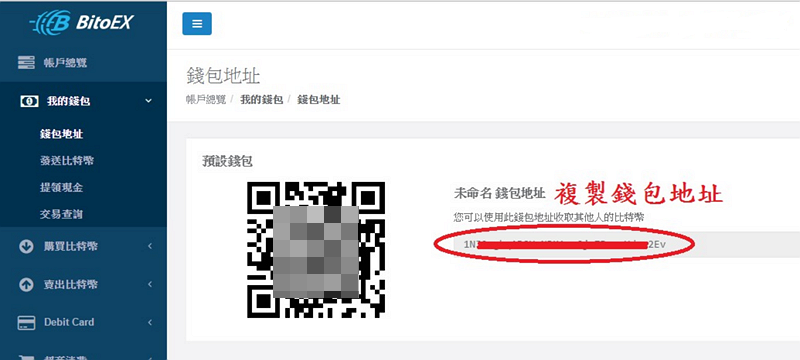 BitoEX
帳戶總覽
我的錢包
錢包地址
發送比特幣
提領現金
交易查詢
購買比特幣
賣出比特幣
Debit Card
錢包地址
帳戶總覽 / 我的錢包 / 錢包地址
預設錢包
未命名 錢包地址 複製錢包地址
您可以使用此錢包地址收取其他人的比特幣